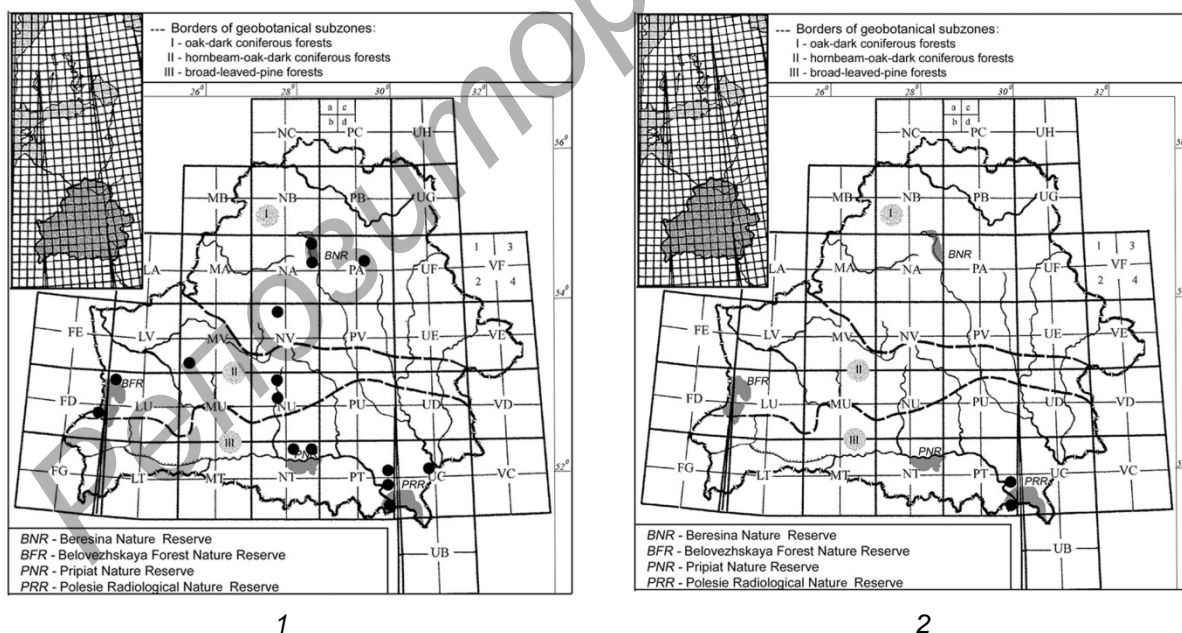 --- Borders of geobotanical subzones:
I - oak-dark coniferous forests
II - hornbeam-oak-dark coniferous forests
III - broad-leaved-pine forests
26° 28° 30° 32°
a c
b d
NC PC UH
56°
MB NB PB UG
I
BNR
1 3
LA MA NA PA UF VF
2 4
54°
FE LV MV NV PV UE VE
II
BFR
FD LU MU NU PU UD VD
III
PNR
52°
FG LT MT NT PT UC VC
PRR
UB
BNR - Beresina Nature Reserve
BFR - Belovezhskaya Forest Nature Reserve
PNR - Pripiat Nature Reserve
PRR - Polesie Radiological Nature Reserve
1
--- Borders of geobotanical subzones:
I - oak-dark coniferous forests
II - hornbeam-oak-dark coniferous forests
III - broad-leaved-pine forests
26° 28° 30° 32°
a c
b d
NC PC UH
56°
MB NB PB UG
I
BNR
1 3
LA MA NA PA UF VF
2 4
FE LV MV NV PV UE VE
II
BFR
FD LU MU NU PU UD VD
III
PNR
FG LT MT NT PT UC VC
PRR
UB
BNR - Beresina Nature Reserve
BFR - Belovezhskaya Forest Nature Reserve
PNR - Pripiat Nature Reserve
PRR - Polesie Radiological Nature Reserve
2